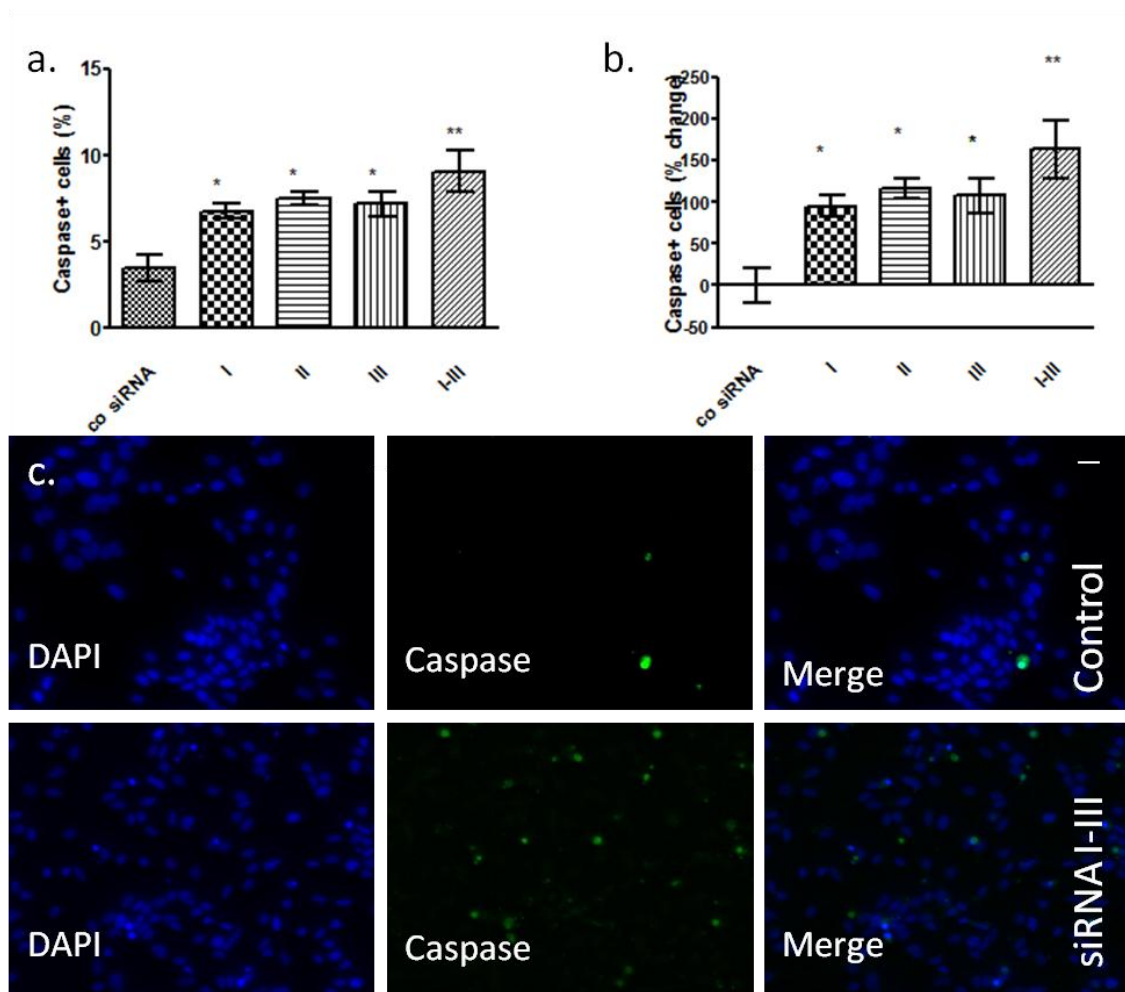 a.
Caspase+ cells (%)
15
10
5
0
*
*
*
**
co siRNA
I
II
III
I-III
b.
Caspase+ cells (% change)
250
200
150
100
50
0
-50
*
*
*
**
co siRNA
I
II
III
I-III
c.
DAPI
Caspase
Merge
Control
DAPI
Caspase
Merge
siRNA I-III